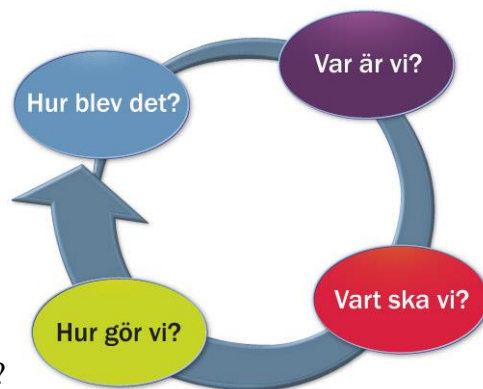 Var är vi?
Hur blev det?
Vart ska vi?
Hur gör vi?
?